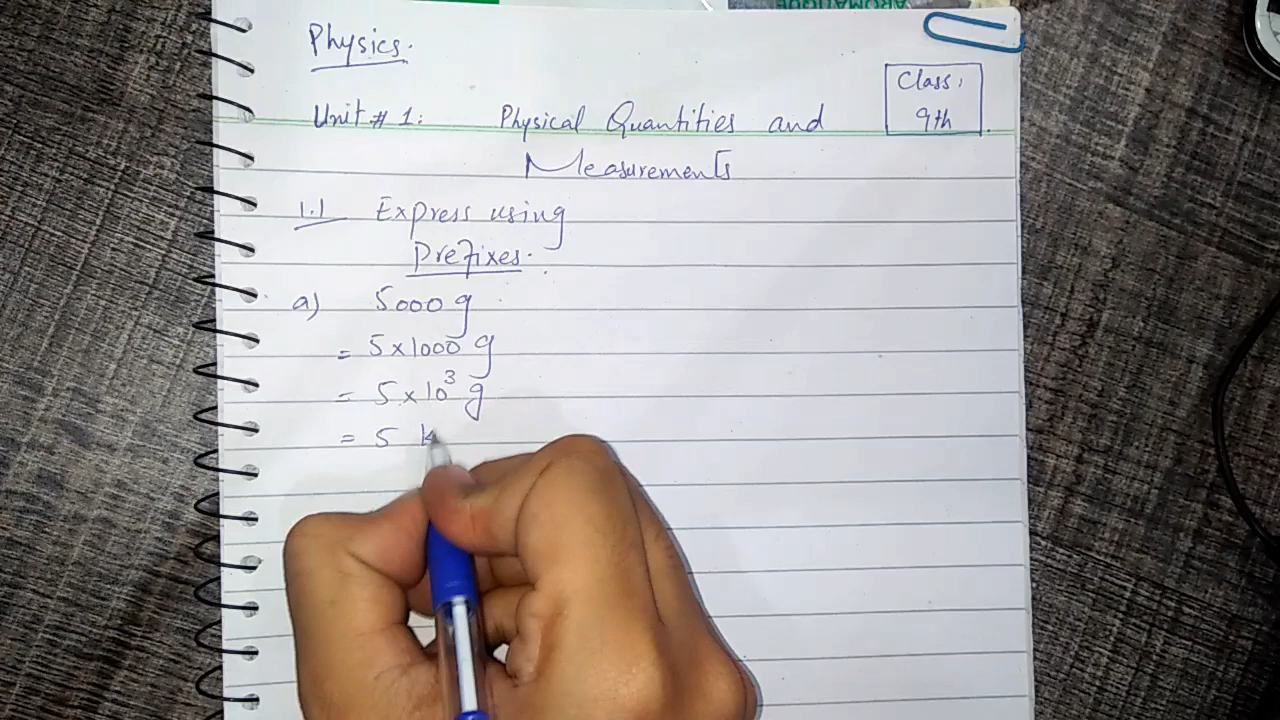 AROMATIQUE
Physics.
Class,
9th
Unit # 1: Physical Quantities and
Measurements
1.1 Express using
Prefixes.
a) 5000 g
= 5×1000 g
= 5×10³ g
= 5 k